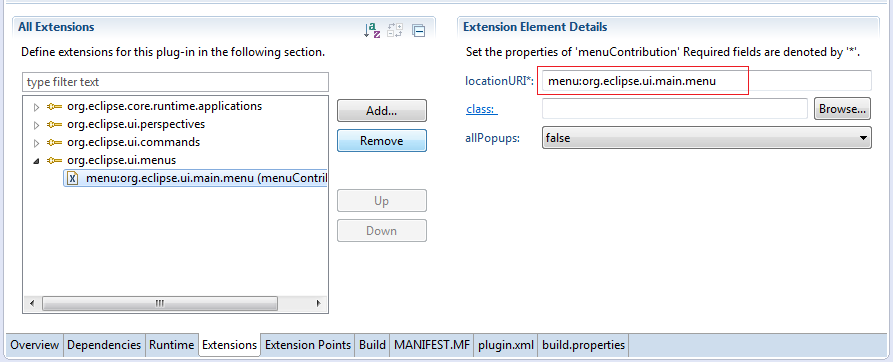 All Extensions
Define extensions for this plug-in in the following section.
type filter text
org.eclipse.core.runtime.applications
org.eclipse.ui.perspectives
org.eclipse.ui.commands
org.eclipse.ui.menus
menu:org.eclipse.ui.main.menu (menuContril
Add...
Remove
Up
Down
Extension Element Details
Set the properties of 'menuContribution' Required fields are denoted by '*'.
locationURI*: menu:org.eclipse.ui.main.menu
class: Browse...
allPopups: false
Overview Dependencies Runtime Extensions Extension Points Build MANIFEST.MF plugin.xml build.properties